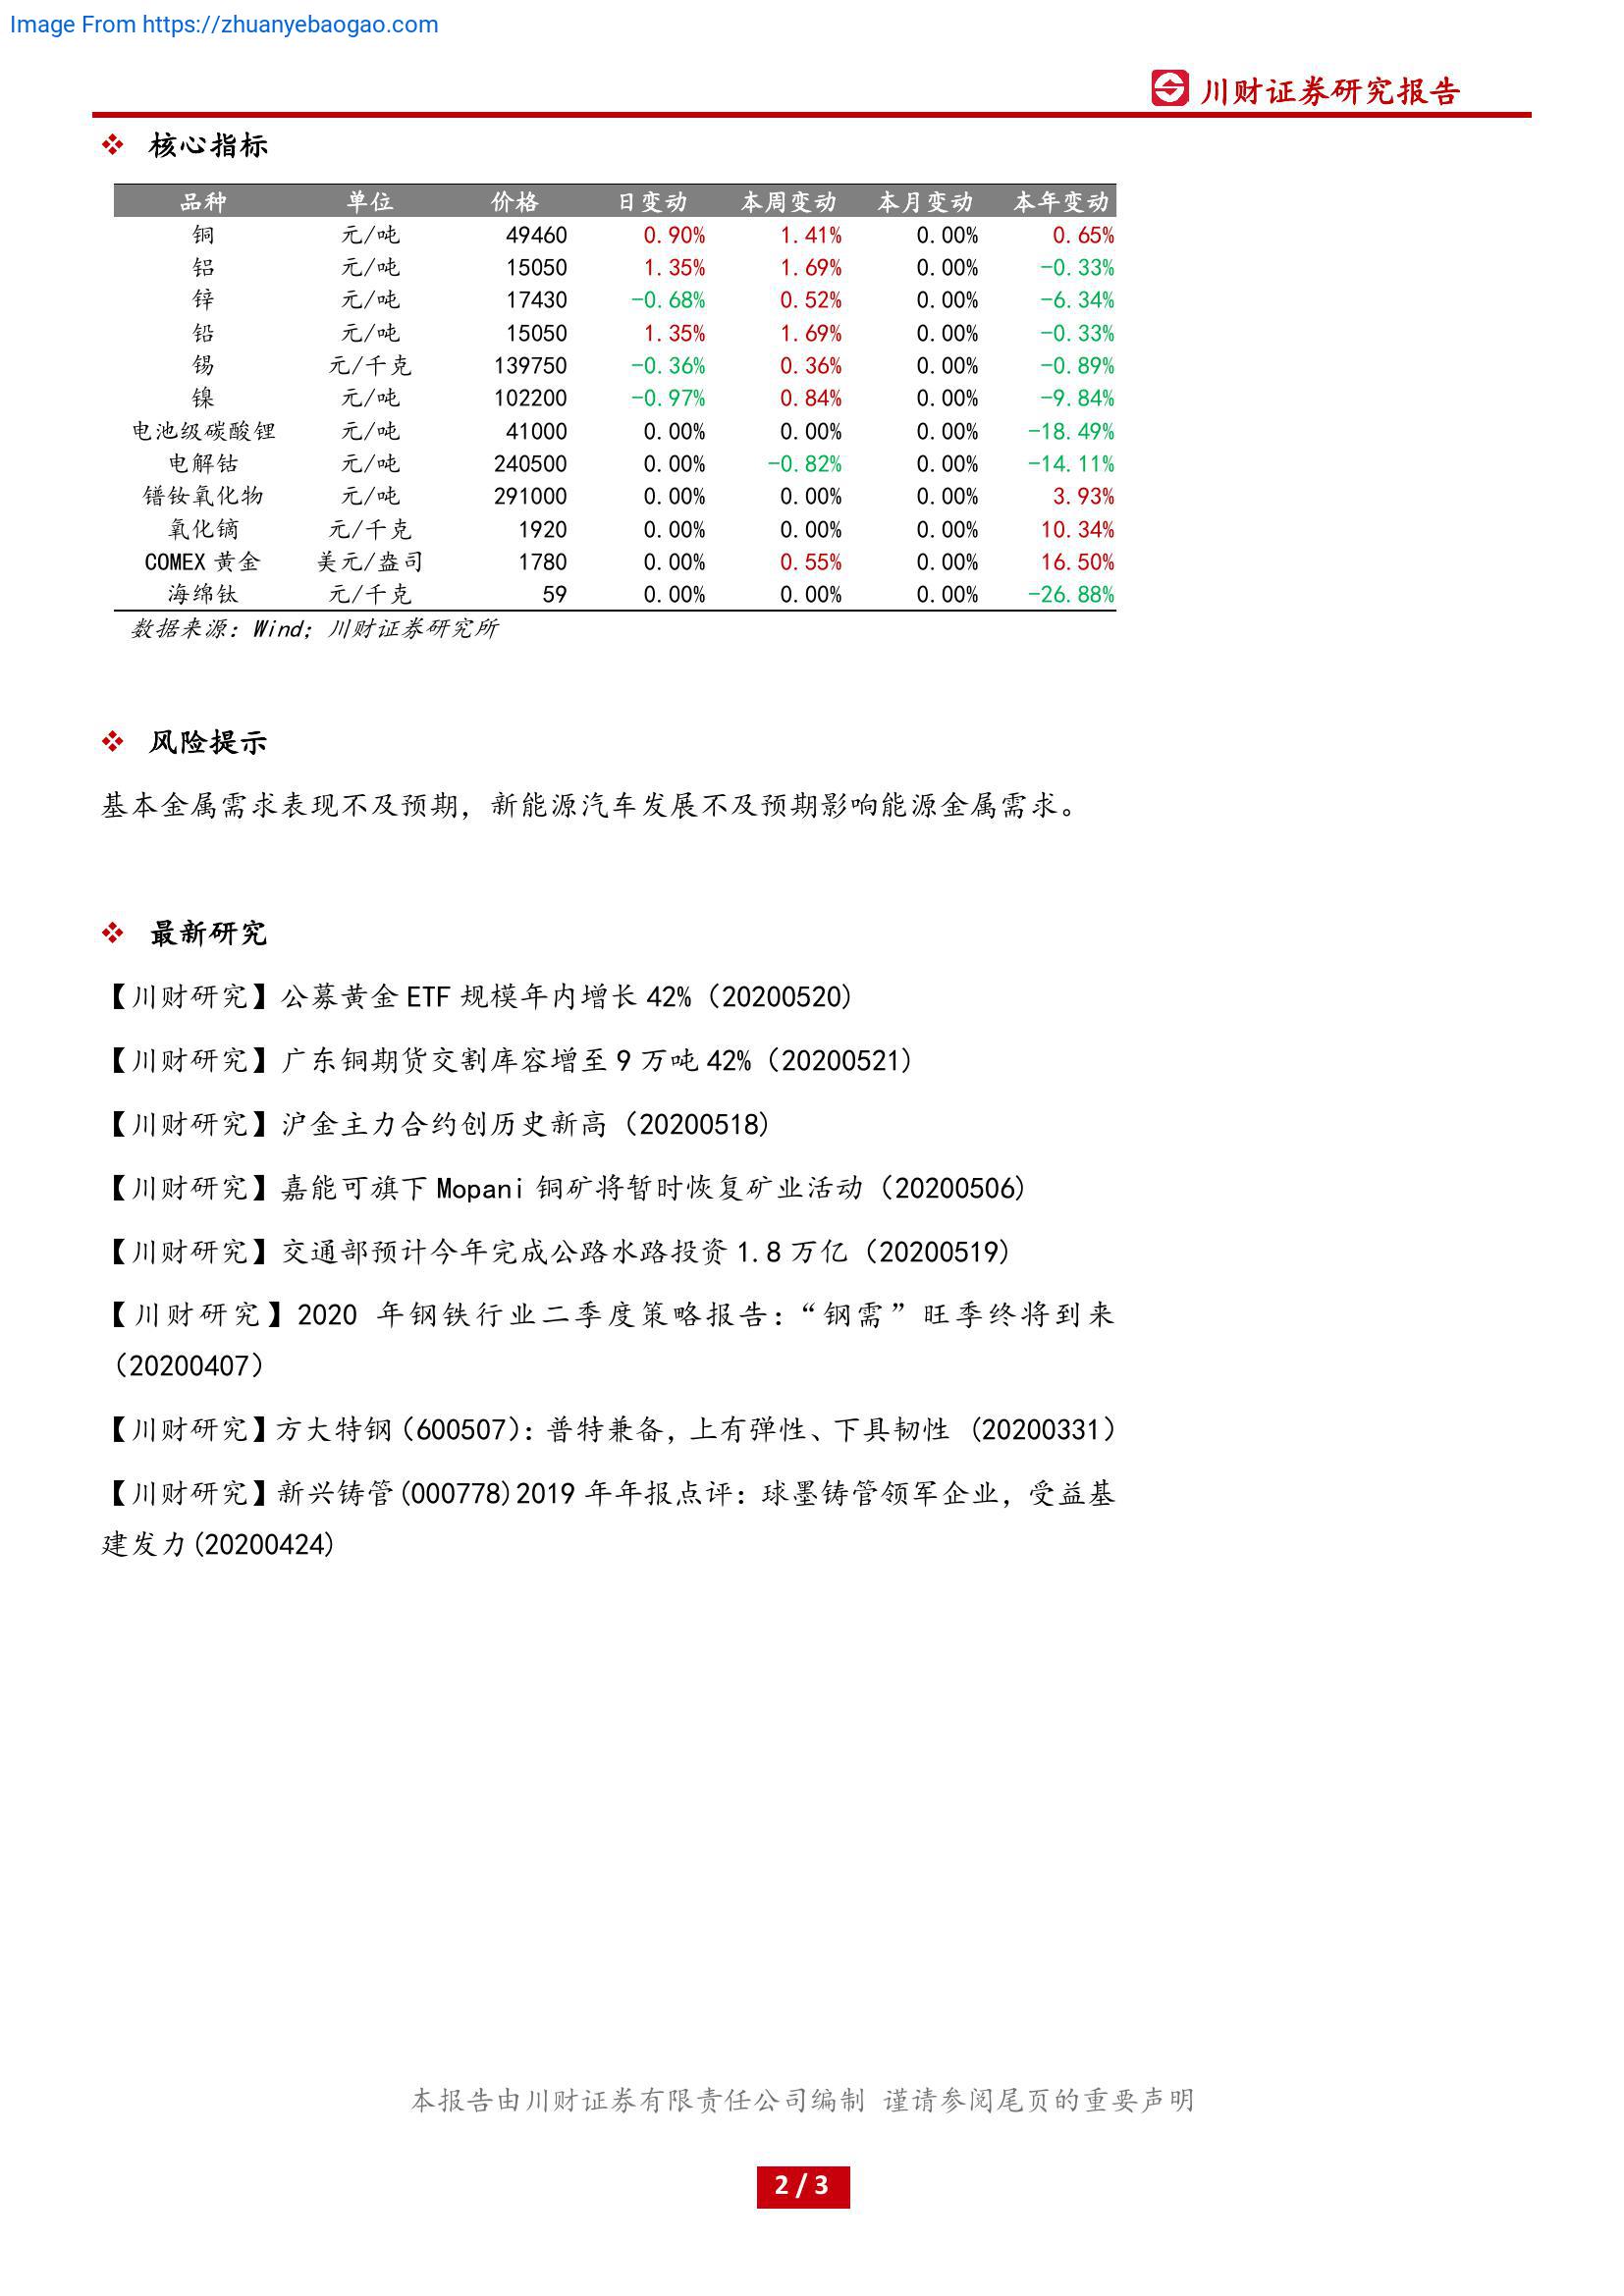 Image From https://zhuanyebaogao.com
川财证券研究报告
❖ 核心指标
品种 单位 价格 日变动 本周变动 本月变动 本年变动
铜 元/吨 49460 0.90% 1.41% 0.00% 0.65%
铝 元/吨 15050 1.35% 1.69% 0.00% -0.33%
锌 元/吨 17430 -0.68% 0.52% 0.00% -6.34%
铅 元/吨 15050 1.35% 1.69% 0.00% -0.33%
锡 元/千克 139750 -0.36% 0.36% 0.00% -0.89%
镍 元/吨 102200 -0.97% 0.84% 0.00% -9.84%
电池级碳酸锂 元/吨 41000 0.00% 0.00% 0.00% -18.49%
电解钴 元/吨 240500 0.00% -0.82% 0.00% -14.11%
镨钕氧化物 元/吨 291000 0.00% 0.00% 0.00% 3.93%
氧化镝 元/千克 1920 0.00% 0.00% 0.00% 10.34%
COMEX 黄金 美元/盎司 1780 0.00% 0.55% 0.00% 16.50%
海绵钛 元/千克 59 0.00% 0.00% 0.00% -26.88%
数据来源：Wind；川财证券研究所
❖ 风险提示
基本金属需求表现不及预期，新能源汽车发展不及预期影响能源金属需求。
❖ 最新研究
【川财研究】公募黄金 ETF 规模年内增长 42%（20200520）
【川财研究】广东铜期货交割库容增至 9 万吨 42%（20200521）
【川财研究】沪金主力合约创历史新高（20200518）
【川财研究】嘉能可旗下 Mopani 铜矿将暂时恢复矿业活动（20200506）
【川财研究】交通部预计今年完成公路水路投资 1.8 万亿（20200519）
【川财研究】2020 年钢铁行业二季度策略报告：“钢需”旺季终将到来
（20200407）
【川财研究】方大特钢（600507）：普特兼备，上有弹性、下具韧性 (20200331）
【川财研究】新兴铸管(000778)2019 年年报点评：球墨铸管领军企业，受益基
建发力(20200424)
本报告由川财证券有限责任公司编制 谨请参阅尾页的重要声明
2 / 3